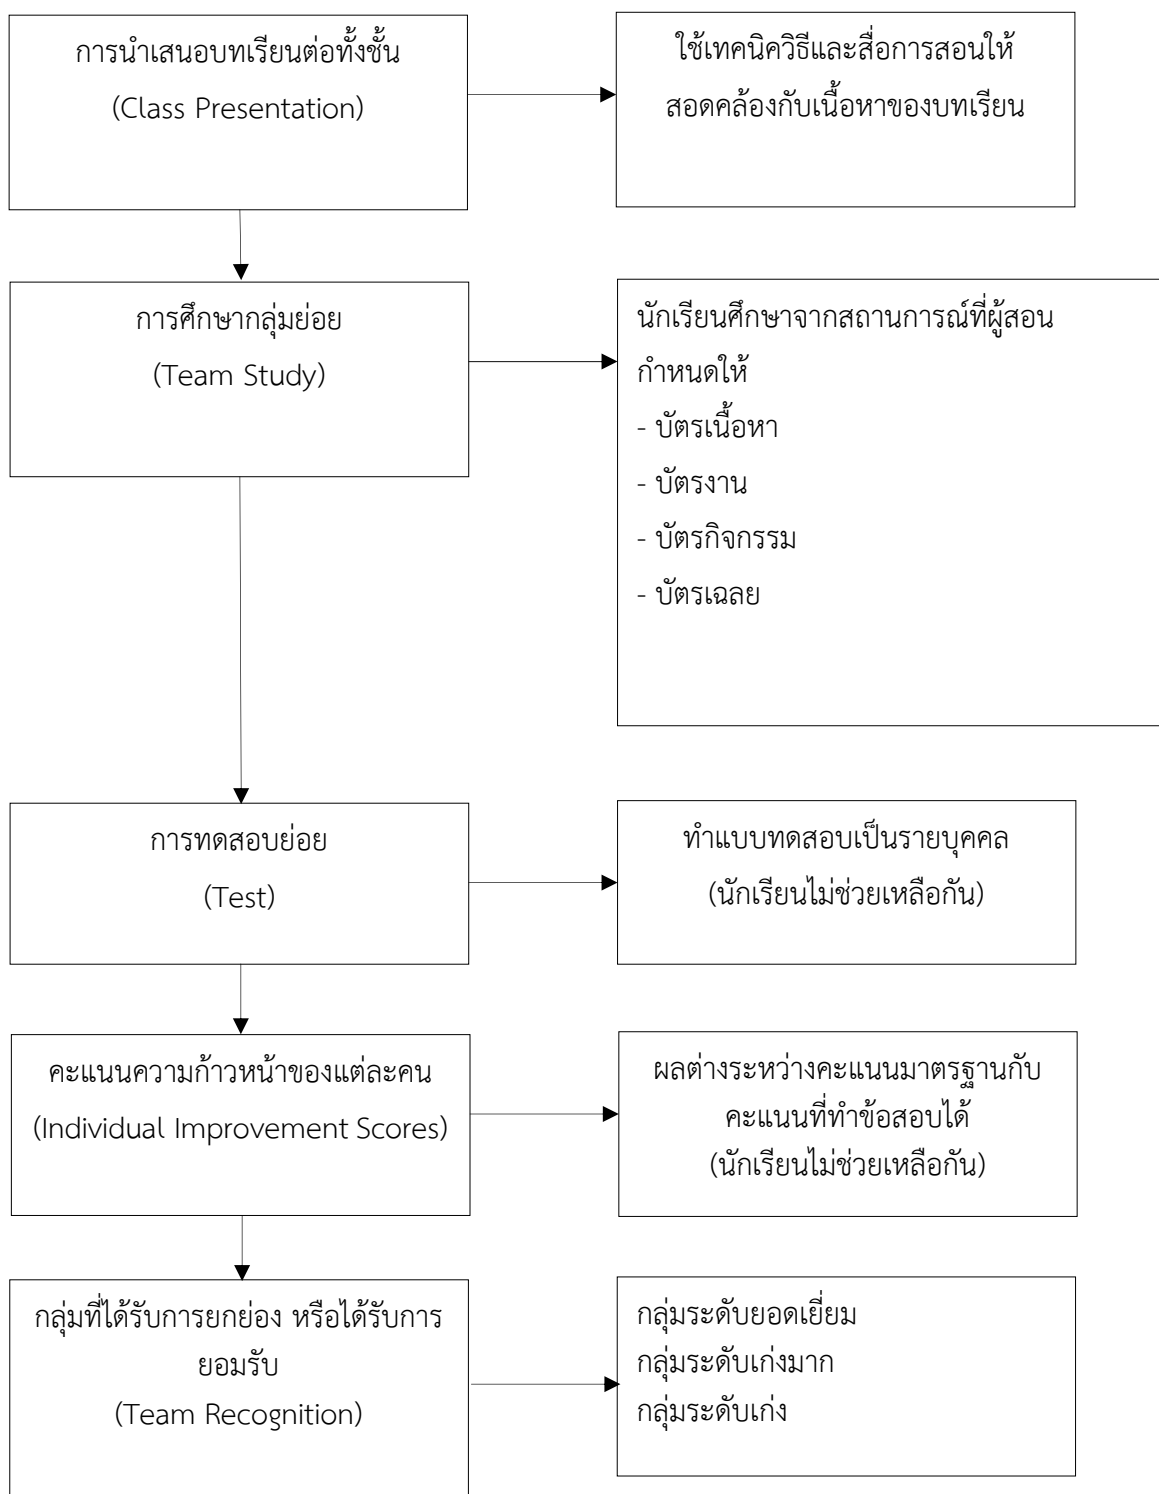 การนำเสนอบทเรียนต่อทั้งชั้น
(Class Presentation)
ใช้เทคนิควิธีและสื่อการสอนให้
สอดคล้องกับเนื้อหาของบทเรียน
การศึกษากลุ่มย่อย
(Team Study)
นักเรียนศึกษาจากสถานการณ์ที่ผู้สอน
กำหนดให้
- บัตรเนื้อหา
- บัตรงาน
- บัตรกิจกรรม
- บัตรเฉลย
การทดสอบย่อย
(Test)
ทำแบบทดสอบเป็นรายบุคคล
(นักเรียนไม่ช่วยเหลือกัน)
คะแนนความก้าวหน้าของแต่ละคน
(Individual Improvement Scores)
ผลต่างระหว่างคะแนนมาตรฐานกับ
คะแนนที่ทำข้อสอบได้
(นักเรียนไม่ช่วยเหลือกัน)
กลุ่มที่ได้รับการยกย่อง หรือได้รับการ
ยอมรับ
(Team Recognition)
กลุ่มระดับยอดเยี่ยม
กลุ่มระดับเก่งมาก
กลุ่มระดับเก่ง